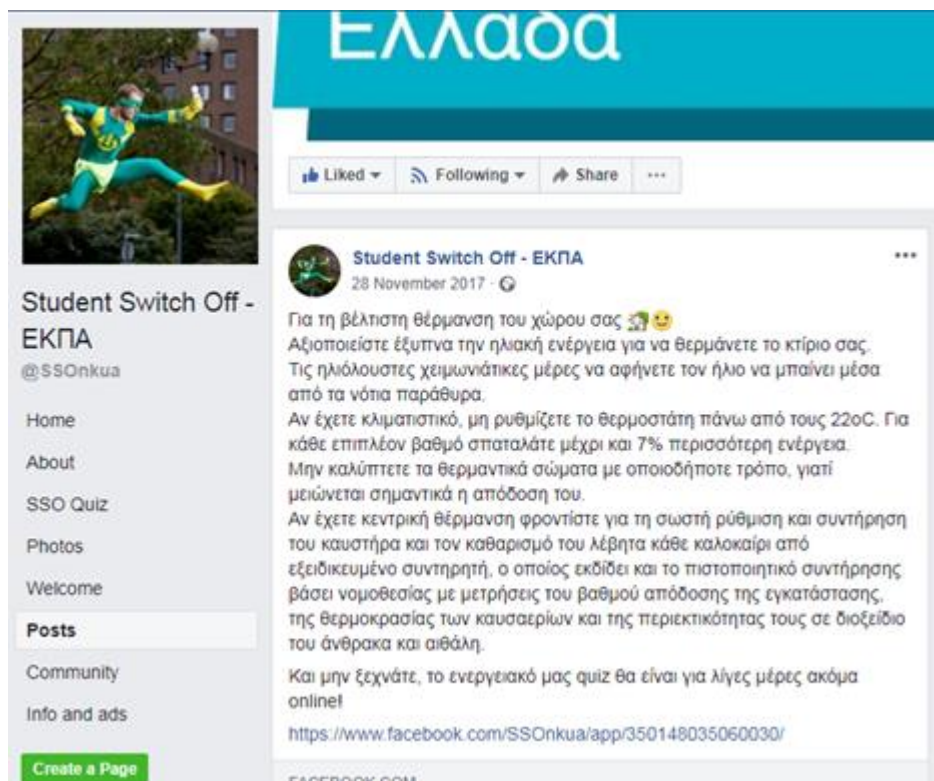 Ελλάδα
Liked
Following
Share
Student Switch Off - ΕΚΠΑ
@SSOnkua
Home
About
SSO Quiz
Photos
Welcome
Posts
Community
Info and ads
Create a Page
Student Switch Off - ΕΚΠΑ
28 November 2017
Για τη βέλτιστη θέρμανση του χώρου σας
Αξιοποιείστε έξυπνα την ηλιακή ενέργεια για να θερμάνετε το κτίριο σας.
Τις ηλιόλουστες χειμωνιάτικες μέρες να αφήνετε τον ήλιο να μπαίνει μέσα
από τα νότια παράθυρα.
Αν έχετε κλιματιστικό, μη ρυθμίζετε το θερμοστάτη πάνω από τους 22οC. Για
κάθε επιπλέον βαθμό σπαταλάτε μέχρι και 7% περισσότερη ενέργεια.
Μην καλύπτετε τα θερμαντικά σώματα με οποιοδήποτε τρόπο, γιατί
μειώνεται σημαντικά η απόδοση του.
Αν έχετε κεντρική θέρμανση φροντίστε για τη σωστή ρύθμιση και συντήρηση
του καυστήρα και τον καθαρισμό του λέβητα κάθε καλοκαίρι από
εξειδικευμένο συντηρητή, ο οποίος εκδίδει και το πιστοποιητικό συντήρησης
βάσει νομοθεσίας με μετρήσεις του βαθμού απόδοσης της εγκατάστασης,
της θερμοκρασίας των καυσαερίων και της περιεκτικότητας τους σε διοξείδιο
του άνθρακα και αιθάλη.
Και μην ξεχνάτε, το ενεργειακό μας quiz θα είναι για λίγες μέρες ακόμα
online!
https://www.facebook.com/SSOnkua/app/350148035060030/
FACEBOOK.COM